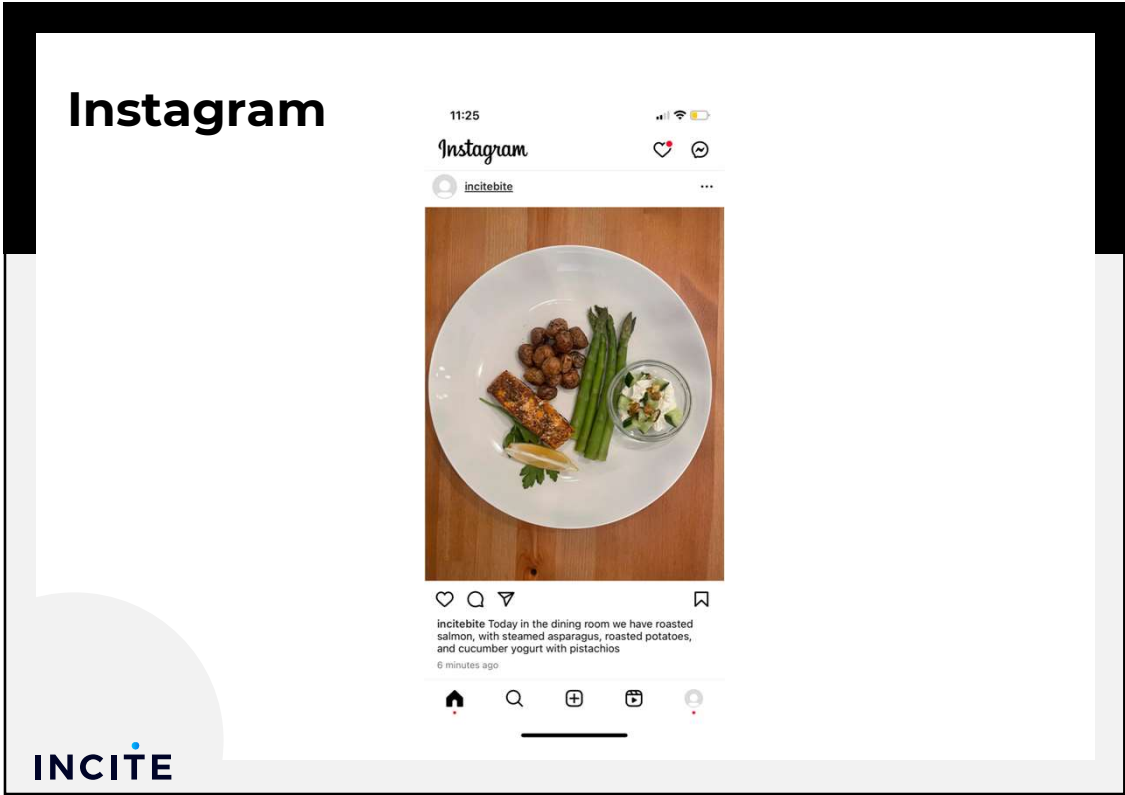 Instagram
11:25
Instagram
incitebite
incitebite Today in the dining room we have roasted
salmon, with steamed asparagus, roasted potatoes,
and cucumber yogurt with pistachios
6 minutes ago
INCITE